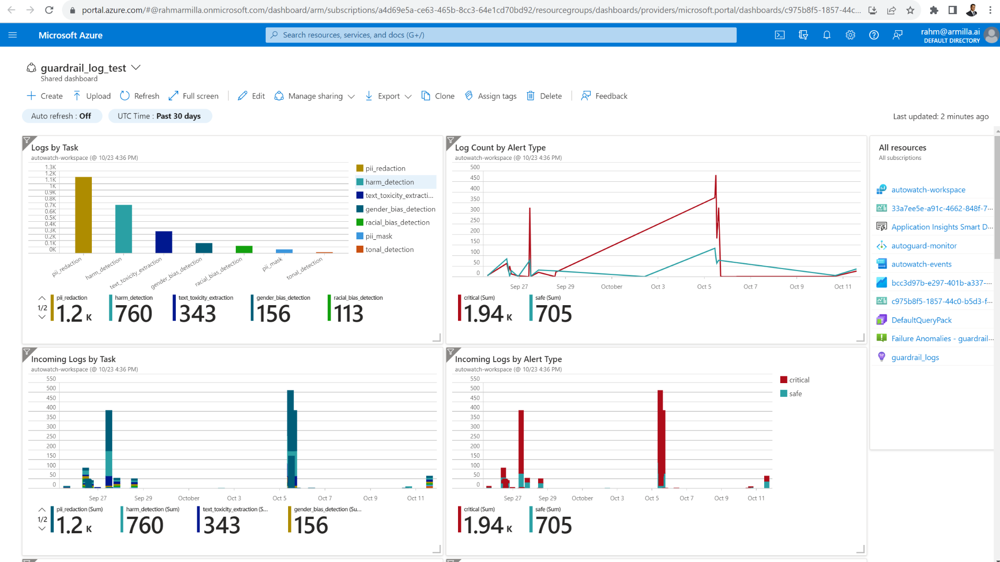 portal.azure.com/#@rahmarmilla.onmicrosoft.com/dashboard/arm/subscriptions/a4d69e5a-ce63-465b-8cc3-64e1cd70bd92/resourcegroups/dashboards/providers/microsoft.portal/dashboards/c975b8f5-1857-44c...
Microsoft Azure
Search resources, services, and docs (G+/)
rahm@armilla.ai
DEFAULT DIRECTORY
guardrail_log_test
Shared dashboard
Create Upload Refresh Full screen Edit Manage sharing Export Clone Assign tags Delete Feedback
Auto refresh : Off UTC Time : Past 30 days
Last updated: 2 minutes ago
Logs by Task
autowatch-workspace (@ 10/23 4:36 PM)
1.3K
1.2K
1.1K
1K
0.9K
0.8K
0.7K
0.6K
0.5K
0.4K
0.3K
0.2K
0.1K
0K
pii_redaction
harm_detection
text_toxicity_extraction
gender_bias_detection
racial_bias_detection
pii_mask
tonal_detection
pii_redaction
harm_detection
text_toxicity_extracti...
gender_bias_detection
racial_bias_detection
pii_mask
tonal_detection
1/2
pii_redaction harm_detection text_toxicity_extraction gender_bias_detection racial_bias_detection
1.2 K 760 343 156 113
Log Count by Alert Type
autowatch-workspace (@ 10/23 4:36 PM)
500
450
400
350
300
250
200
150
100
50
0
Sep 27 Sep 29 October Oct 3 Oct 5 Oct 7 Oct 9 Oct 11
critical (Sum) safe (Sum)
1.94 K 705
All resources
All subscriptions
autowatch-workspace
33a7ee5e-a91c-4662-848f-7...
Application Insights Smart D...
autoguard-monitor
autowatch-events
bcc3d97b-e297-401b-a337-...
c975b8f5-1857-44c0-b5d3-f...
DefaultQueryPack
Failure Anomalies - guardrail...
guardrail_logs
Incoming Logs by Task
autowatch-workspace (@ 10/23 4:36 PM)
550
500
450
400
350
300
250
200
150
100
50
0
Sep 27 Sep 29 October Oct 3 Oct 5 Oct 7 Oct 9 Oct 11
1/2
pii_redaction (Sum) harm_detection (Sum) text_toxicity_extraction (S... gender_bias_detection (Su...
1.2 K 760 343 156
Incoming Logs by Alert Type
autowatch-workspace (@ 10/23 4:36 PM)
550
500
450
400
350
300
250
200
150
100
50
0
Sep 27 Sep 29 October Oct 3 Oct 5 Oct 7 Oct 9 Oct 11
critical
safe
critical (Sum) safe (Sum)
1.94 K 705